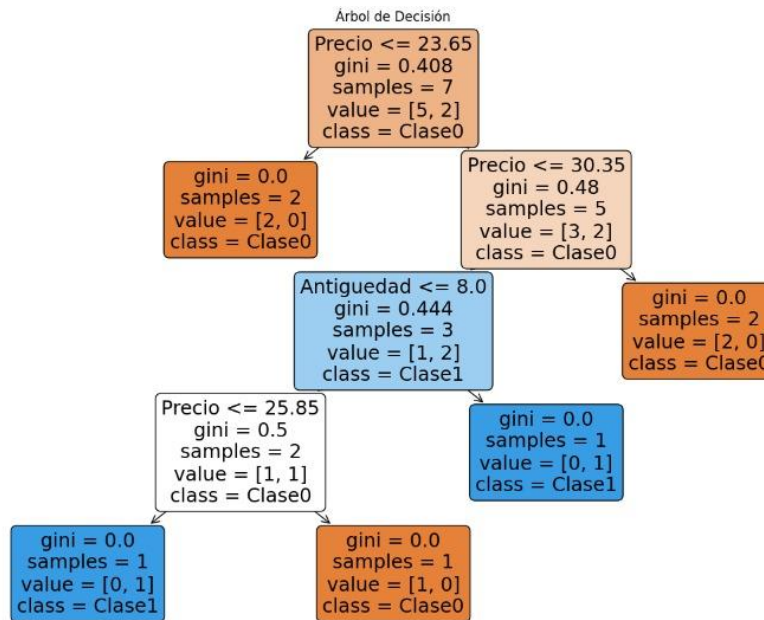 Árbol de Decisión
Precio <= 23.65
gini = 0.408
samples = 7
value = [5, 2]
class = Clase0
gini = 0.0
samples = 2
value = [2, 0]
class = Clase0
Precio <= 30.35
gini = 0.48
samples = 5
value = [3, 2]
class = Clase0
Antiguedad <= 8.0
gini = 0.444
samples = 3
value = [1, 2]
class = Clase1
gini = 0.0
samples = 2
value = [2, 0]
class = Clase0
Precio <= 25.85
gini = 0.5
samples = 2
value = [1, 1]
class = Clase0
gini = 0.0
samples = 1
value = [0, 1]
class = Clase1
gini = 0.0
samples = 1
value = [0, 1]
class = Clase1
gini = 0.0
samples = 1
value = [1, 0]
class = Clase0